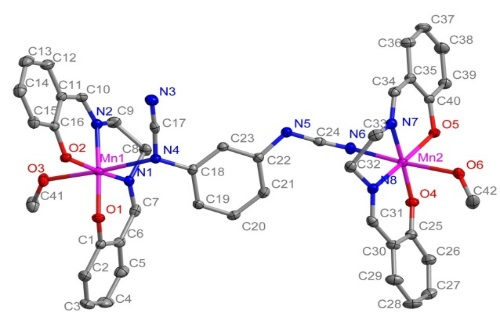 C37
C13 C12 C36 C38
C14 C11 C10 N3 C34 C35 C39
C15 C16 N2 C9 C17 N5 C24 C33 N7 C40
O2 C8 C23 N6 O5
O3 Mn1 N4 C22 C32 Mn2 O6
C41 N1 C18 C21 N8 C42
O1 C7 C19 O4
C20 C31
C1 C6 C30 C25
C2 C5 C29 C26
C3 C4 C28 C27